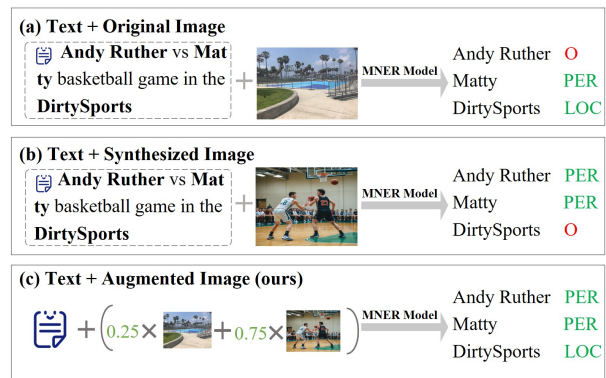 (a) Text + Original Image
Andy Ruther vs Mat
ty basketball game in the
DirtySports
+
MNER Model
Andy Ruther O
Matty PER
DirtySports LOC
(b) Text + Synthesized Image
Andy Ruther vs Mat
ty basketball game in the
DirtySports
+
MNER Model
Andy Ruther PER
Matty PER
DirtySports O
(c) Text + Augmented Image (ours)
+ ( 0.25 × + 0.75 × )
MNER Model
Andy Ruther PER
Matty PER
DirtySports LOC